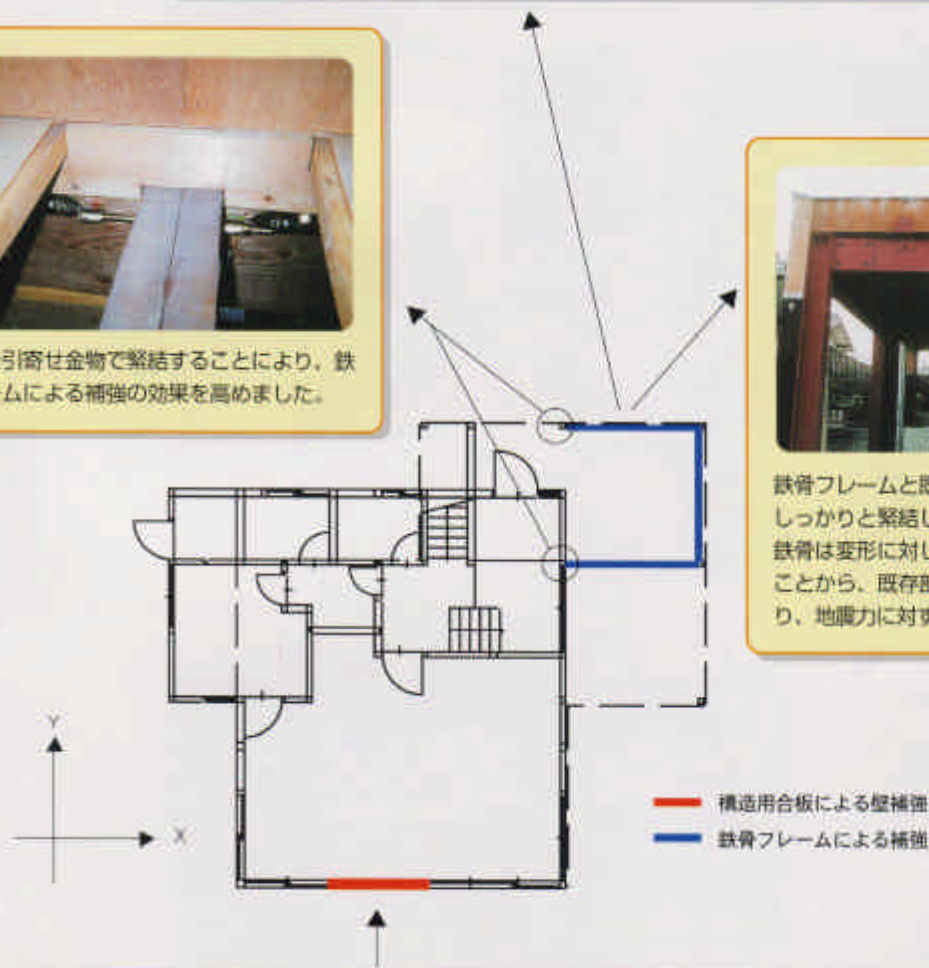 引寄せ金物で緊結することにより、鉄
ームによる補強の効果を高めました。
鉄骨フレームと既
しっかりと緊結し
鉄骨は変形に対し
ことから、既存部
り、地震力に対す
Y
X
構造用合板による壁補強
鉄骨フレームによる補強